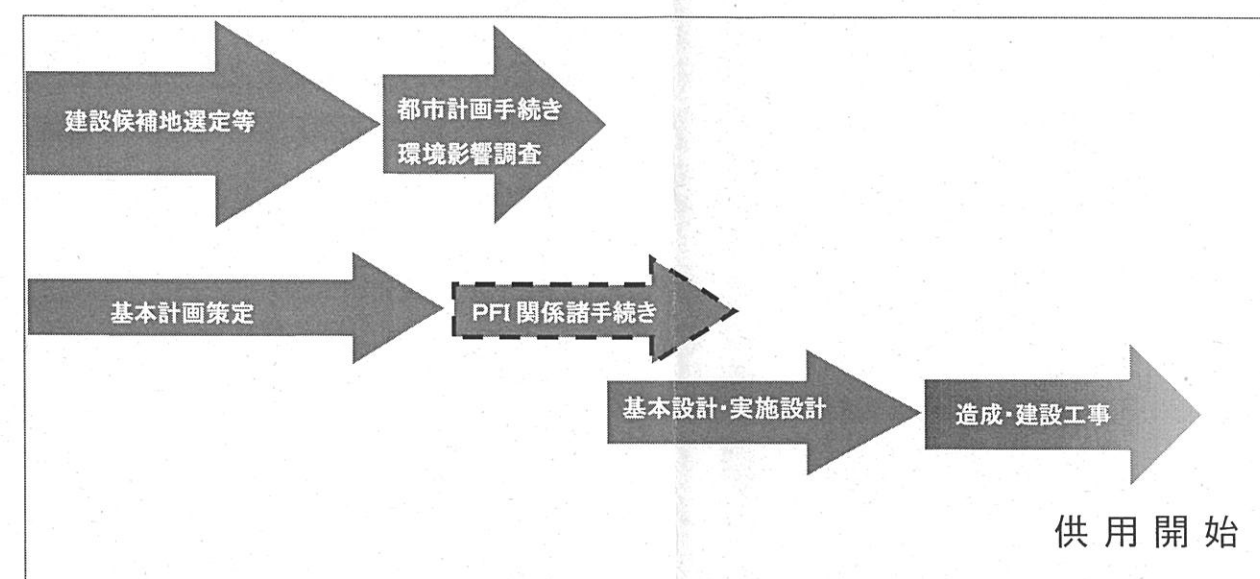 建設候補地選定等
都市計画手続き
環境影響調査
基本計画策定
PFI関係諸手続き
基本設計・実施設計
造成・建設工事
供用開始